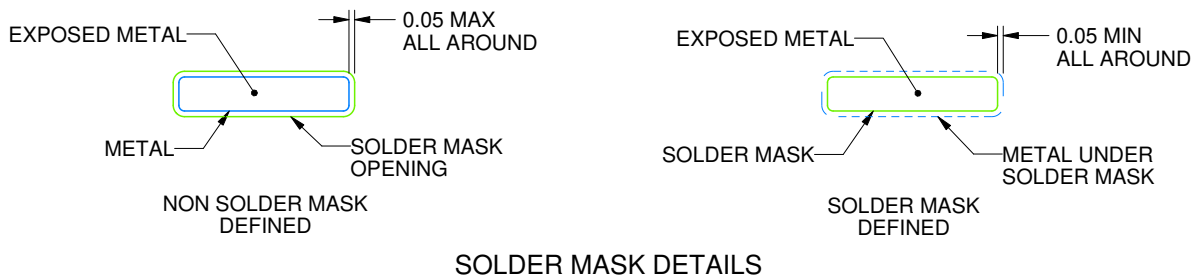 EXPOSED METAL
0.05 MAX
ALL AROUND
METAL
SOLDER MASK
OPENING
NON SOLDER MASK
DEFINED
EXPOSED METAL
0.05 MIN
ALL AROUND
SOLDER MASK
METAL UNDER
SOLDER MASK
SOLDER MASK
DEFINED
SOLDER MASK DETAILS